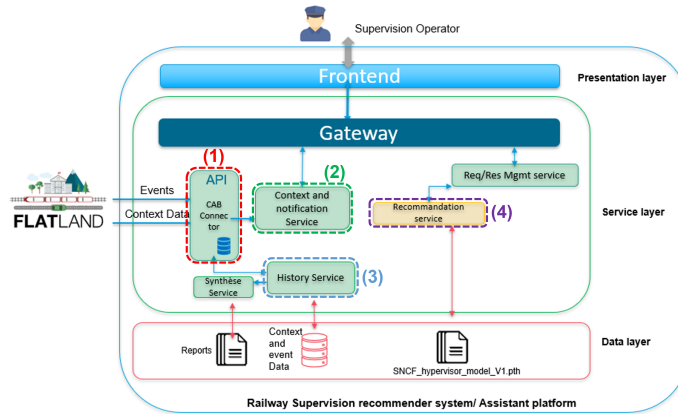 Supervision Operator
Frontend
Presentation layer
Gateway
(1)
API
(2)
Req/Res Mgmt service
Events
CAB
Connec
tor
Context and
notification
Service
Recommandation
service
(4)
Service layer
FLATLAND
Context Data
Synthèse
Service
History Service
(3)
Reports
Context
and
event
Data
Data layer
SNCF_hypervisor_model_V1.pth
Railway Supervision recommender system/ Assistant platform